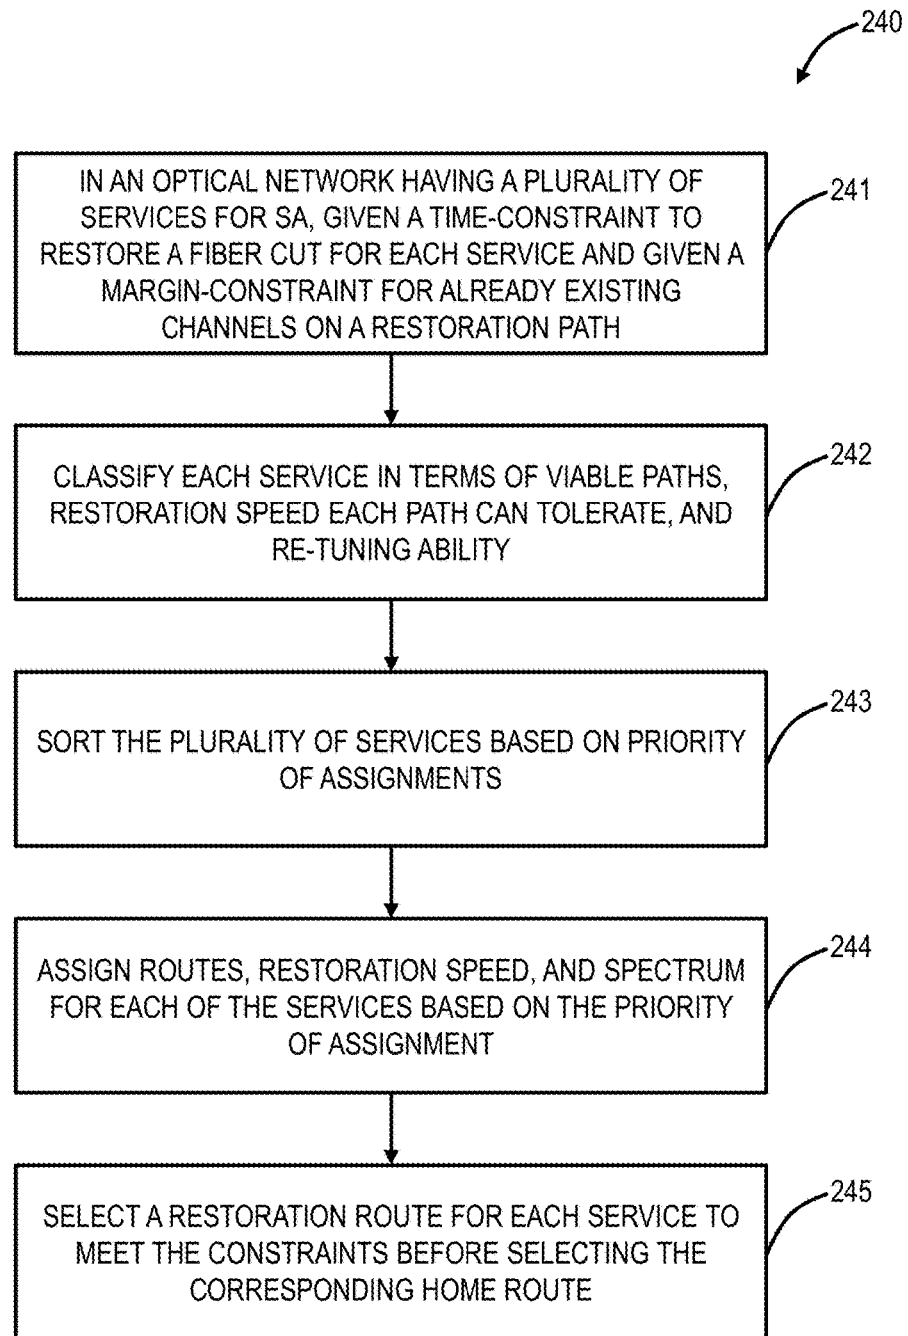 240
IN AN OPTICAL NETWORK HAVING A PLURALITY OF
SERVICES FOR SA, GIVEN A TIME-CONSTRAINT TO
RESTORE A FIBER CUT FOR EACH SERVICE AND GIVEN A
MARGIN-CONSTRAINT FOR ALREADY EXISTING
CHANNELS ON A RESTORATION PATH
241
CLASSIFY EACH SERVICE IN TERMS OF VIABLE PATHS,
RESTORATION SPEED EACH PATH CAN TOLERATE, AND
RE-TUNING ABILITY
242
SORT THE PLURALITY OF SERVICES BASED ON PRIORITY
OF ASSIGNMENTS
243
ASSIGN ROUTES, RESTORATION SPEED, AND SPECTRUM
FOR EACH OF THE SERVICES BASED ON THE PRIORITY
OF ASSIGNMENT
244
SELECT A RESTORATION ROUTE FOR EACH SERVICE TO
MEET THE CONSTRAINTS BEFORE SELECTING THE
CORRESPONDING HOME ROUTE
245